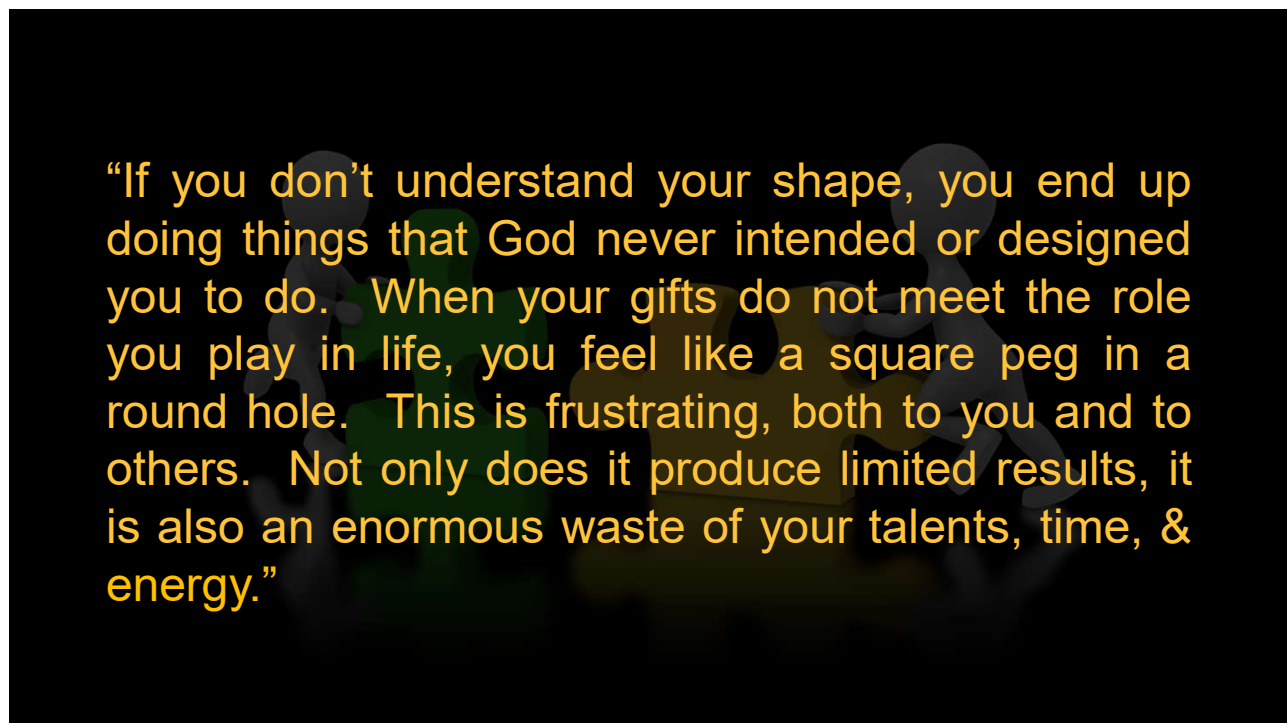 “If you don’t understand your shape, you end up
doing things that God never intended or designed
you to do.  When your gifts do not meet the role
you play in life, you feel like a square peg in a
round hole.  This is frustrating, both to you and to
others.  Not only does it produce limited results, it
is also an enormous waste of your talents, time, &
energy.”